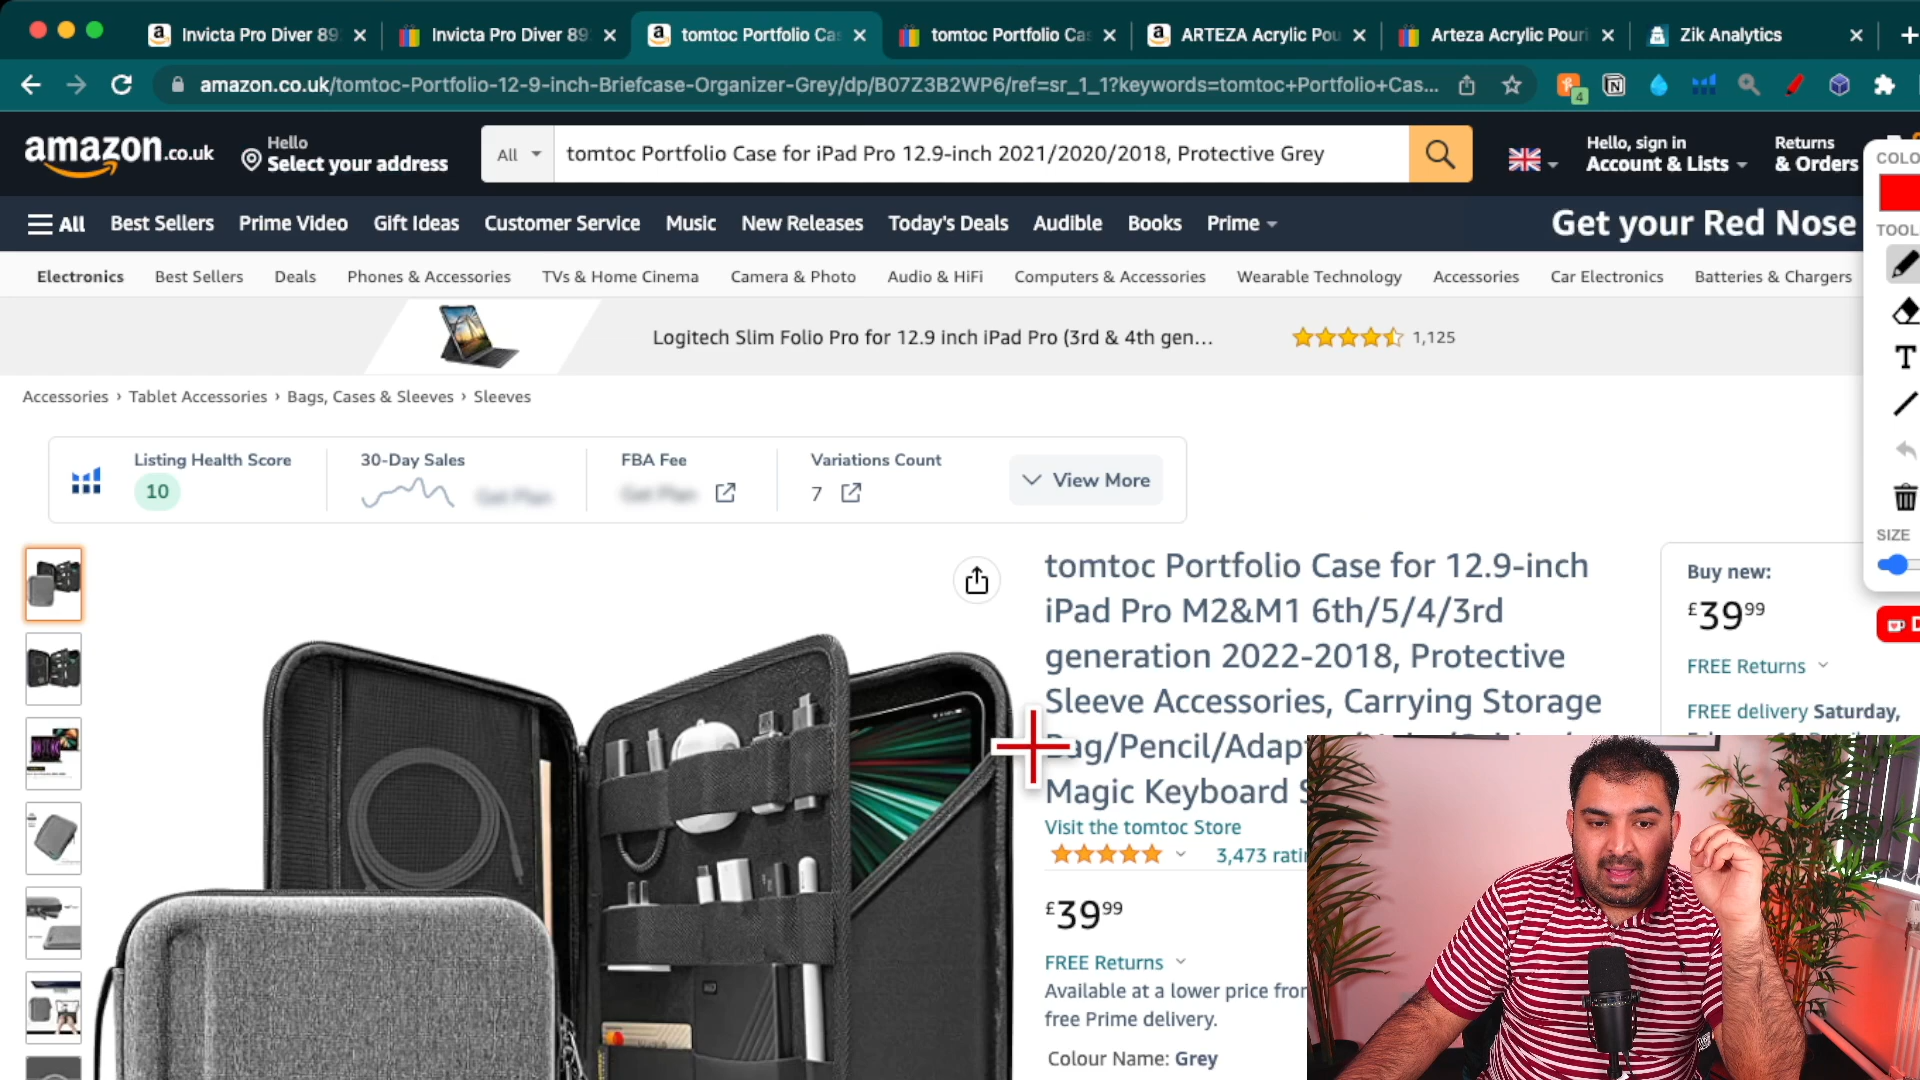 Invicta Pro Diver 89
Invicta Pro Diver 89
tomtoc Portfolio Ca
tomtoc Portfolio Ca
ARTEZA Acrylic Pou
Arteza Acrylic Pouri
Zik Analytics
amazon.co.uk/tomtoc-Portfolio-12-9-inch-Briefcase-Organizer-Grey/dp/B07Z3B2WP6/ref=sr_1_1?keywords=tomtoc+Portfolio+Cas...
4
amazon.co.uk
Hello
Select your address
All
tomtoc Portfolio Case for iPad Pro 12.9-inch 2021/2020/2018, Protective Grey
Hello, sign in
Account & Lists
Returns
& Orders
COLO
TOOL
SIZE
All
Best Sellers
Prime Video
Gift Ideas
Customer Service
Music
New Releases
Today's Deals
Audible
Books
Prime
Get your Red Nose
Electronics
Best Sellers
Deals
Phones & Accessories
TVs & Home Cinema
Camera & Photo
Audio & HiFi
Computers & Accessories
Wearable Technology
Accessories
Car Electronics
Batteries & Chargers
Logitech Slim Folio Pro for 12.9 inch iPad Pro (3rd & 4th gen...
1,125
Accessories › Tablet Accessories › Bags, Cases & Sleeves › Sleeves
Listing Health Score
10
30-Day Sales
FBA Fee
Variations Count
7
View More
tomtoc Portfolio Case for 12.9-inch
iPad Pro M2&M1 6th/5/4/3rd
generation 2022-2018, Protective
Sleeve Accessories, Carrying Storage
Bag/Pencil/Adap
Magic Keyboard S
Visit the tomtoc Store
3,473 ratin
£39⁹⁹
FREE Returns
Available at a lower price from
free Prime delivery.
Colour Name: Grey
Buy new:
£39⁹⁹
FREE Returns
FREE delivery Saturday,